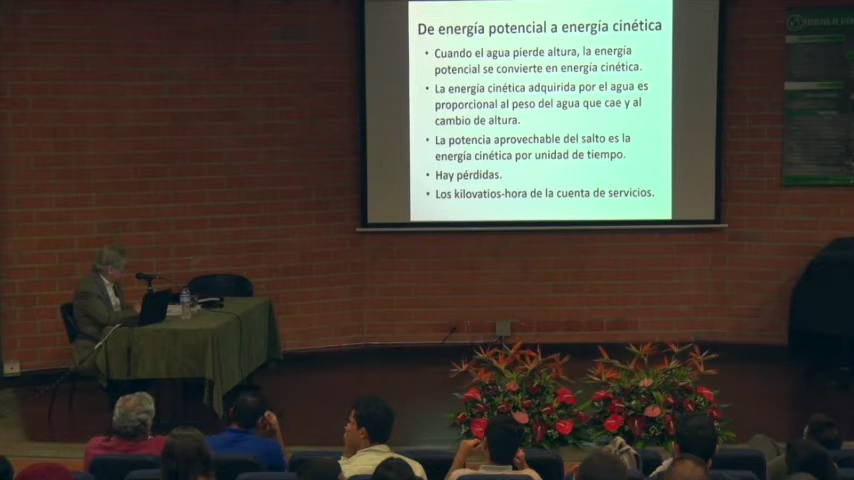 De energía potencial a energía cinética
• Cuando el agua pierde altura, la energía
potencial se convierte en energía cinética.
• La energía cinética adquirida por el agua es
proporcional al peso del agua que cae y al
cambio de altura.
• La potencia aprovechable del salto es la
energía cinética por unidad de tiempo.
• Hay pérdidas.
• Los kilovatios-hora de la cuenta de servicios.